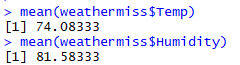 > mean(weathermiss$Temp)
[1] 74.08333
> mean(weathermiss$Humidity)
[1] 81.58333